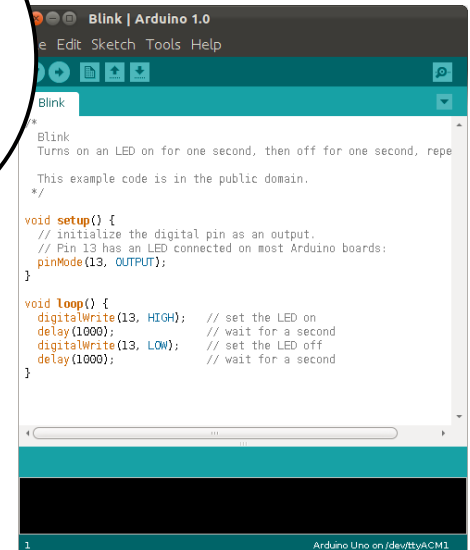 Blink | Arduino 1.0
Edit Sketch Tools Help
Blink
/*
Blink
Turns on an LED on for one second, then off for one second, repe
This example code is in the public domain.
*/
void setup() {
// initialize the digital pin as an output.
// Pin 13 has an LED connected on most Arduino boards:
pinMode(13, OUTPUT);
}
void loop() {
digitalWrite(13, HIGH);   // set the LED on
delay(1000);              // wait for a second
digitalWrite(13, LOW);    // set the LED off
delay(1000);              // wait for a second
}
1
Arduino Uno on /dev/ttyACM1